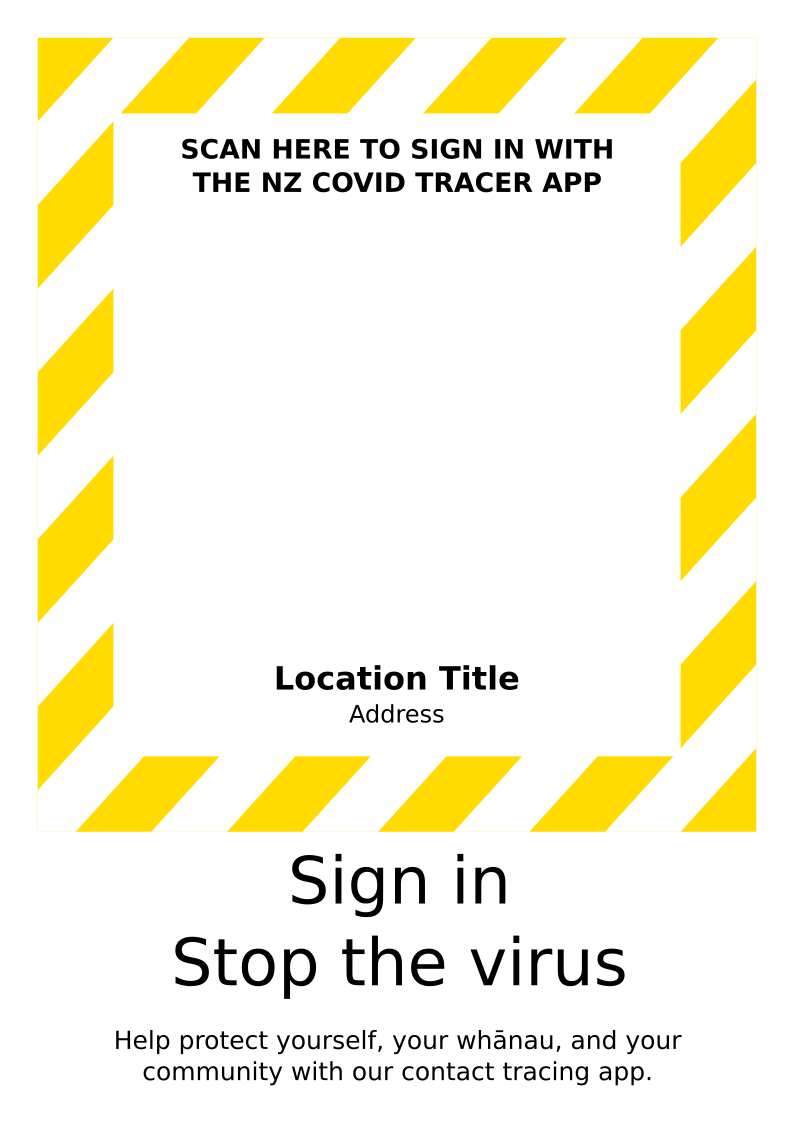 SCAN HERE TO SIGN IN WITH
THE NZ COVID TRACER APP
Location Title
Address
Sign in
Stop the virus
Help protect yourself, your whānau, and your
community with our contact tracing app.